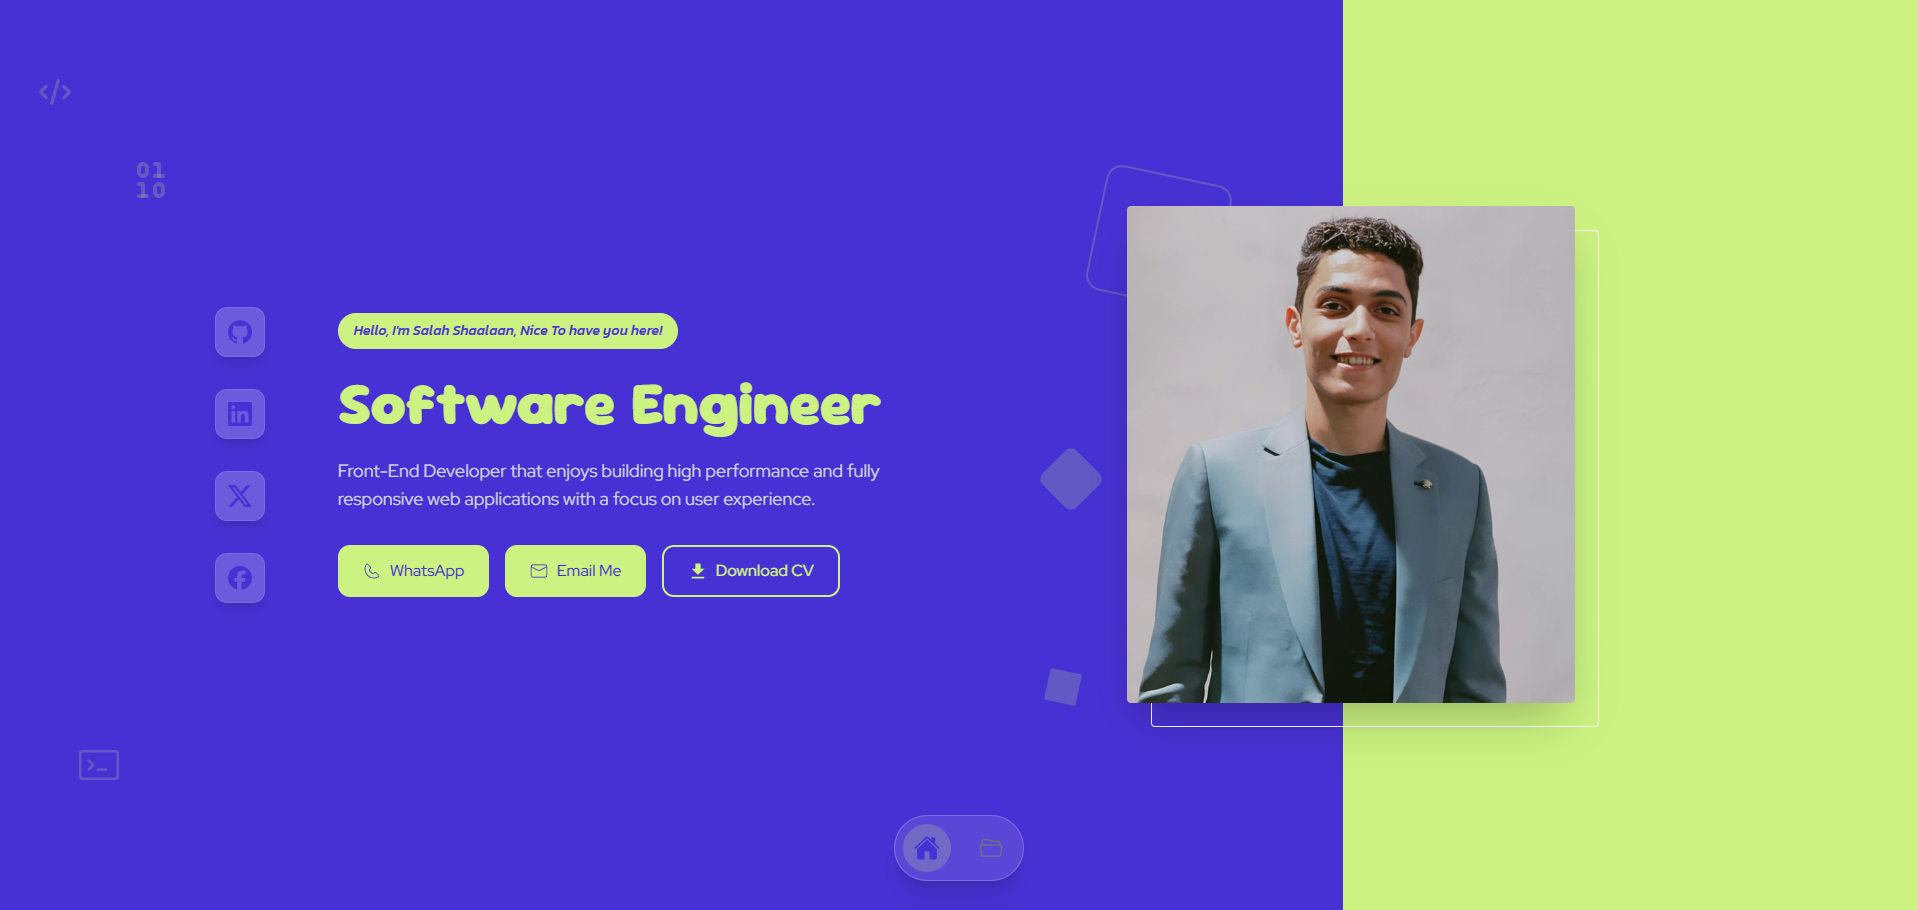 </>
01
10
Hello, I'm Salah Shaalaan, Nice To have you here!
Software Engineer
Front-End Developer that enjoys building high performance and fully
responsive web applications with a focus on user experience.
WhatsApp
Email Me
Download CV